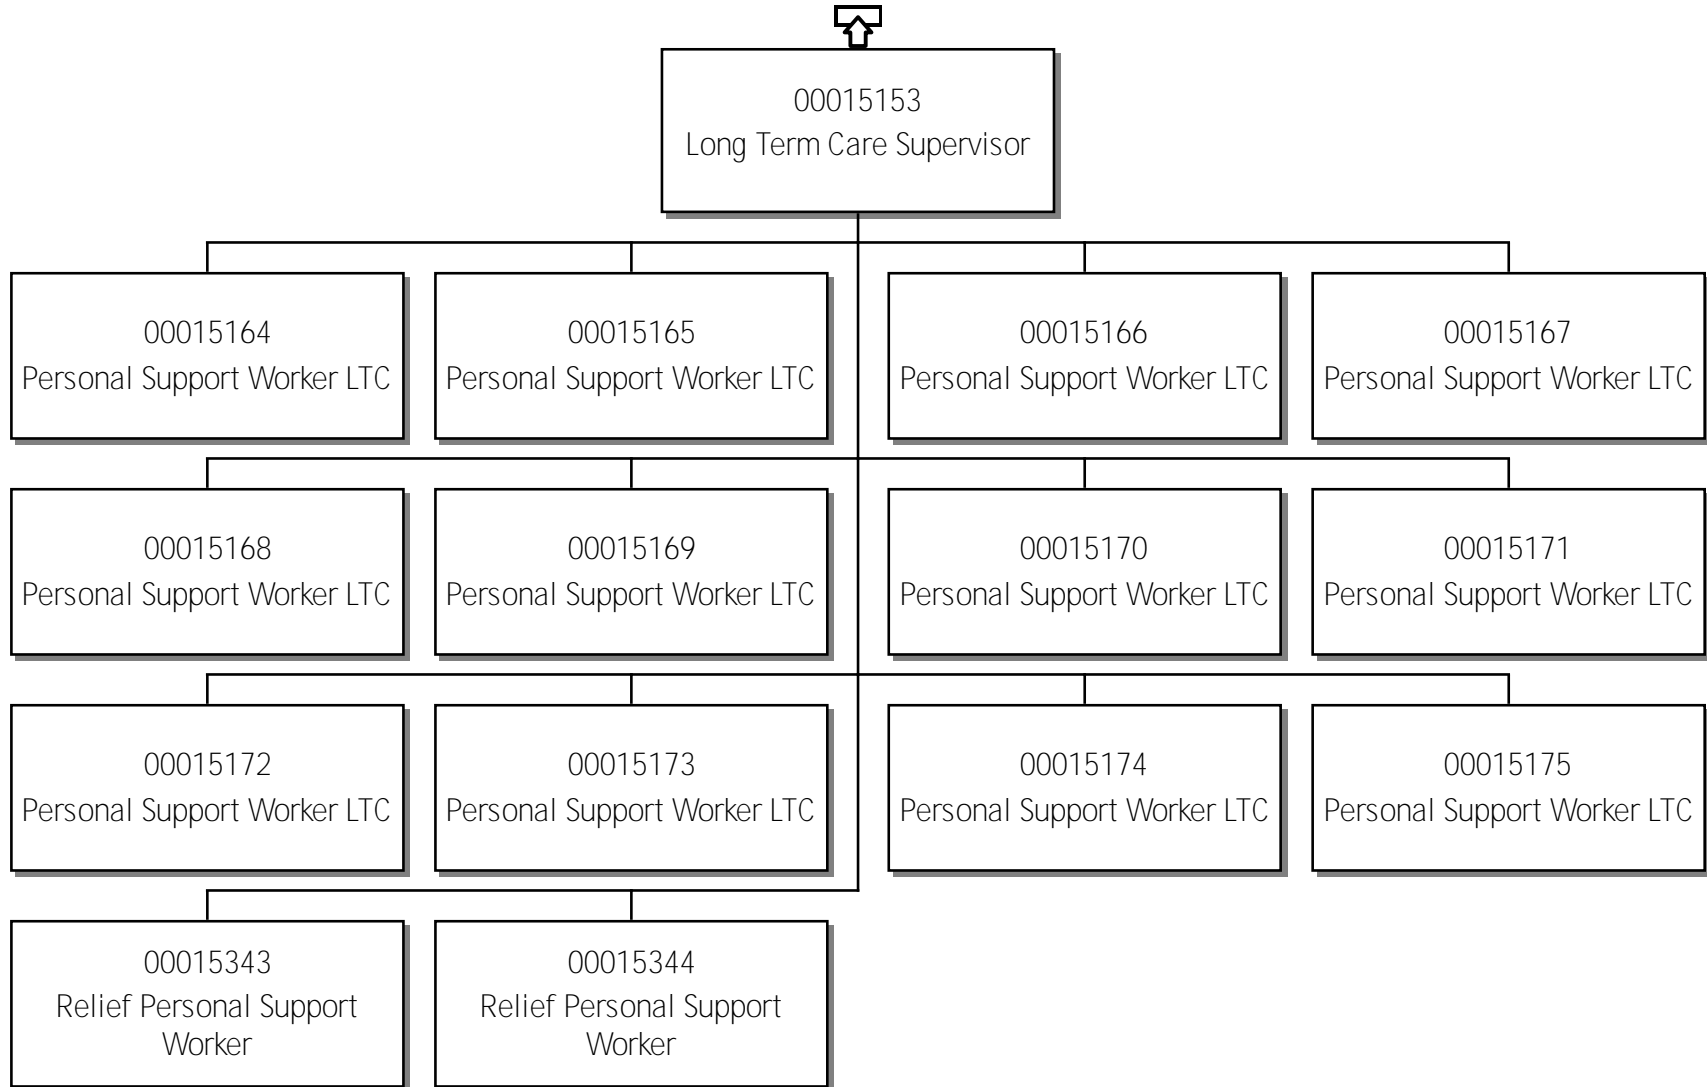 00015153
Long Term Care Supervisor
00015164
Personal Support Worker LTC
00015165
Personal Support Worker LTC
00015166
Personal Support Worker LTC
00015167
Personal Support Worker LTC
00015168
Personal Support Worker LTC
00015169
Personal Support Worker LTC
00015170
Personal Support Worker LTC
00015171
Personal Support Worker LTC
00015172
Personal Support Worker LTC
00015173
Personal Support Worker LTC
00015174
Personal Support Worker LTC
00015175
Personal Support Worker LTC
00015343
Relief Personal Support
Worker
00015344
Relief Personal Support
Worker